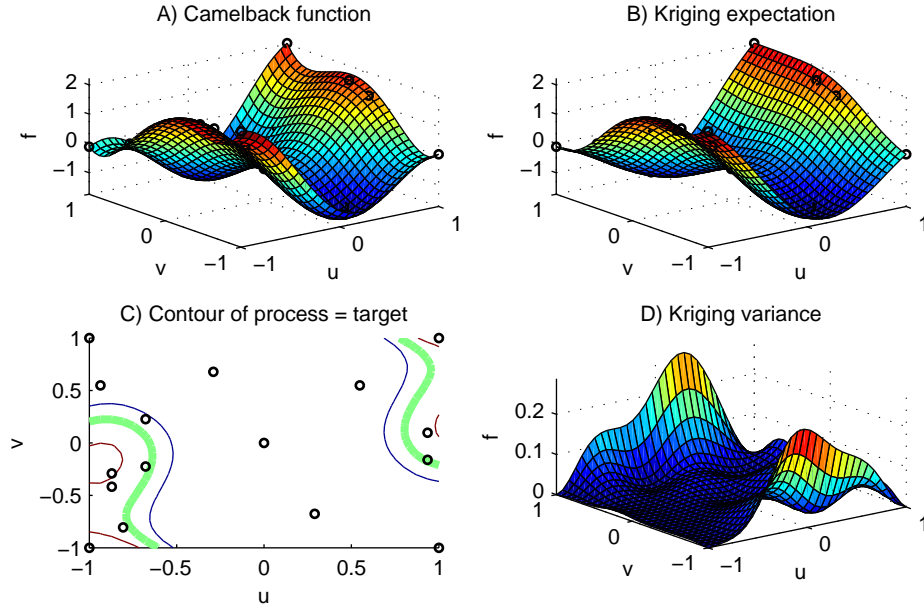 A) Camelback function
2
1
0
−1
f
1
0
−1
v
−1
0
1
u
B) Kriging expectation
2
1
0
−1
f
1
0
−1
v
−1
0
1
u
C) Contour of process = target
1
0.5
0
−0.5
−1
v
−1
−0.5
0
0.5
1
u
D) Kriging variance
0.2
0.1
0
f
1
0
−1
v
−1
0
1
u